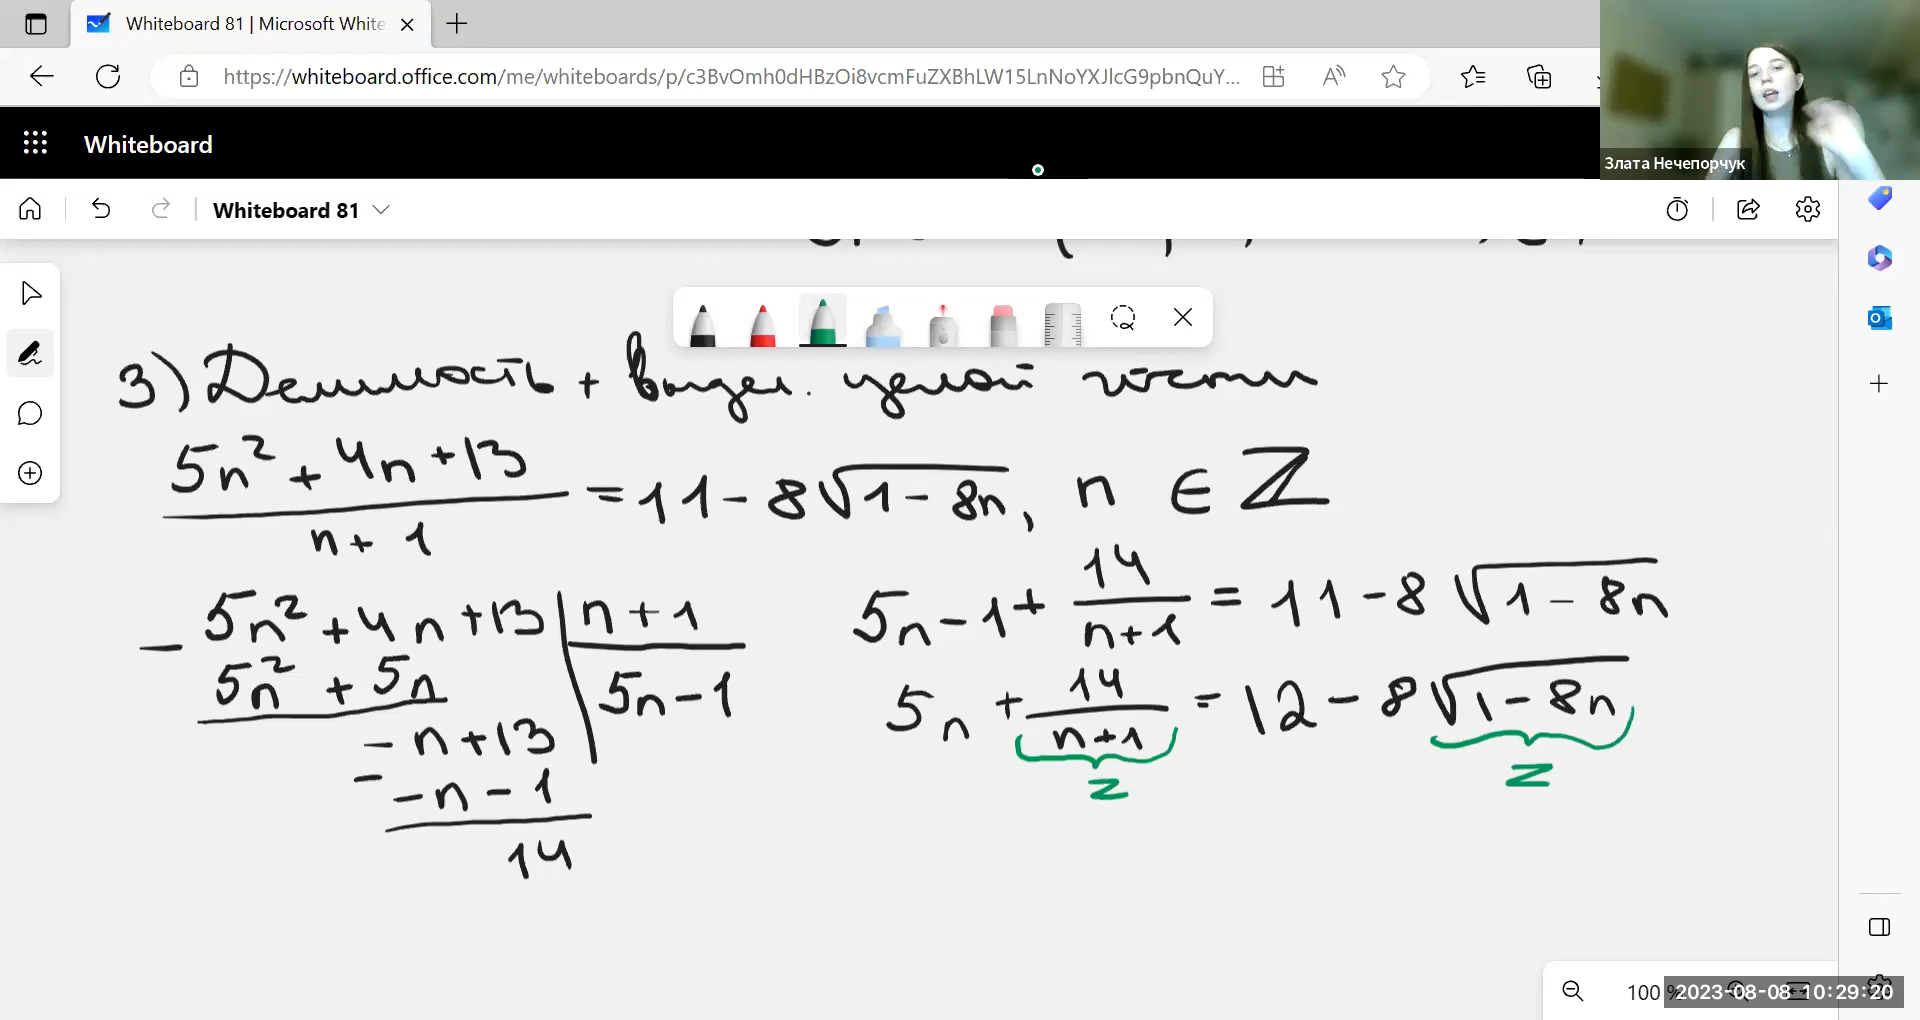 Whiteboard 81 | Microsoft White
https://whiteboard.office.com/me/whiteboards/p/c3BvOmh0dHBzOi8vcmFuZXBhLW15LnNoYXJlcG9pbnQuY...
Злата Нечепорчук
Whiteboard
Whiteboard 81
3) Делимость + выдел. целой части
5n² + 4n + 13
n + 1
= 11 - 8√(1 - 8n), n ∈ ℤ
- 5n² + 4n + 13 | n + 1
5n² + 5n
5n - 1
- n + 13
- -n - 1
14
5n - 1 + 14/(n+1) = 11 - 8√(1 - 8n)
5n + 14/(n+1) = 12 - 8√(1 - 8n)
Z Z
100 %
2023-08-08 10:29:20